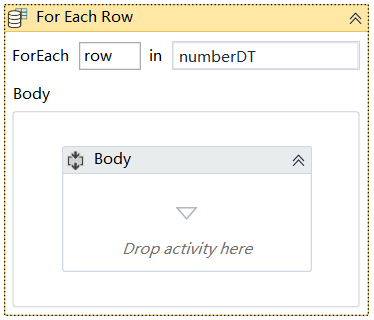 For Each Row
ForEach row in numberDT
Body
Body
Drop activity here